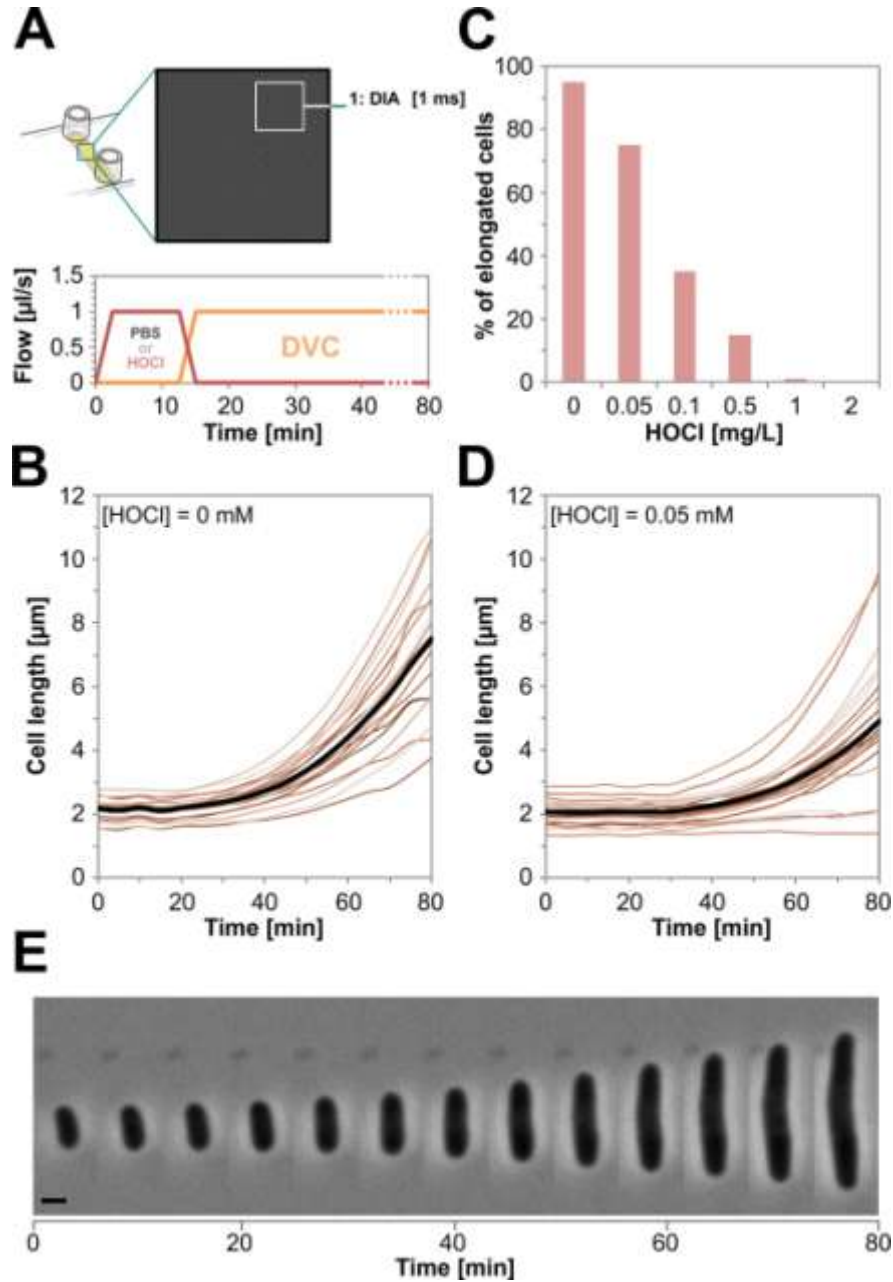 A
1: DIA [1 ms]
Flow [µl/s]
1.5
1
0.5
0
PBS
or
HOCl
DVC
0 10 20 30 40 80
Time [min]
C
% of elongated cells
100
80
60
40
20
0
0 0.05 0.1 0.5 1 2
HOCl [mg/L]
B
[HOCl] = 0 mM
Cell length [µm]
12
10
8
6
4
2
0
0 20 40 60 80
Time [min]
D
[HOCl] = 0.05 mM
Cell length [µm]
12
10
8
6
4
2
0
0 20 40 60 80
Time [min]
E
0 20 40 60 80
Time [min]